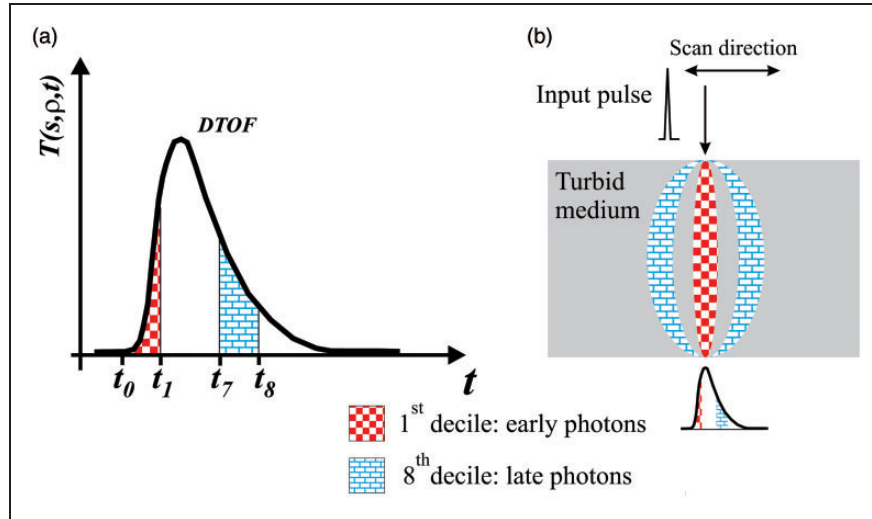 (a)
T(s,ρ,t)
DTOF
t0 t1 t7 t8 t
(b)
Scan direction
Input pulse
Turbid
medium
1st decile: early photons
8th decile: late photons